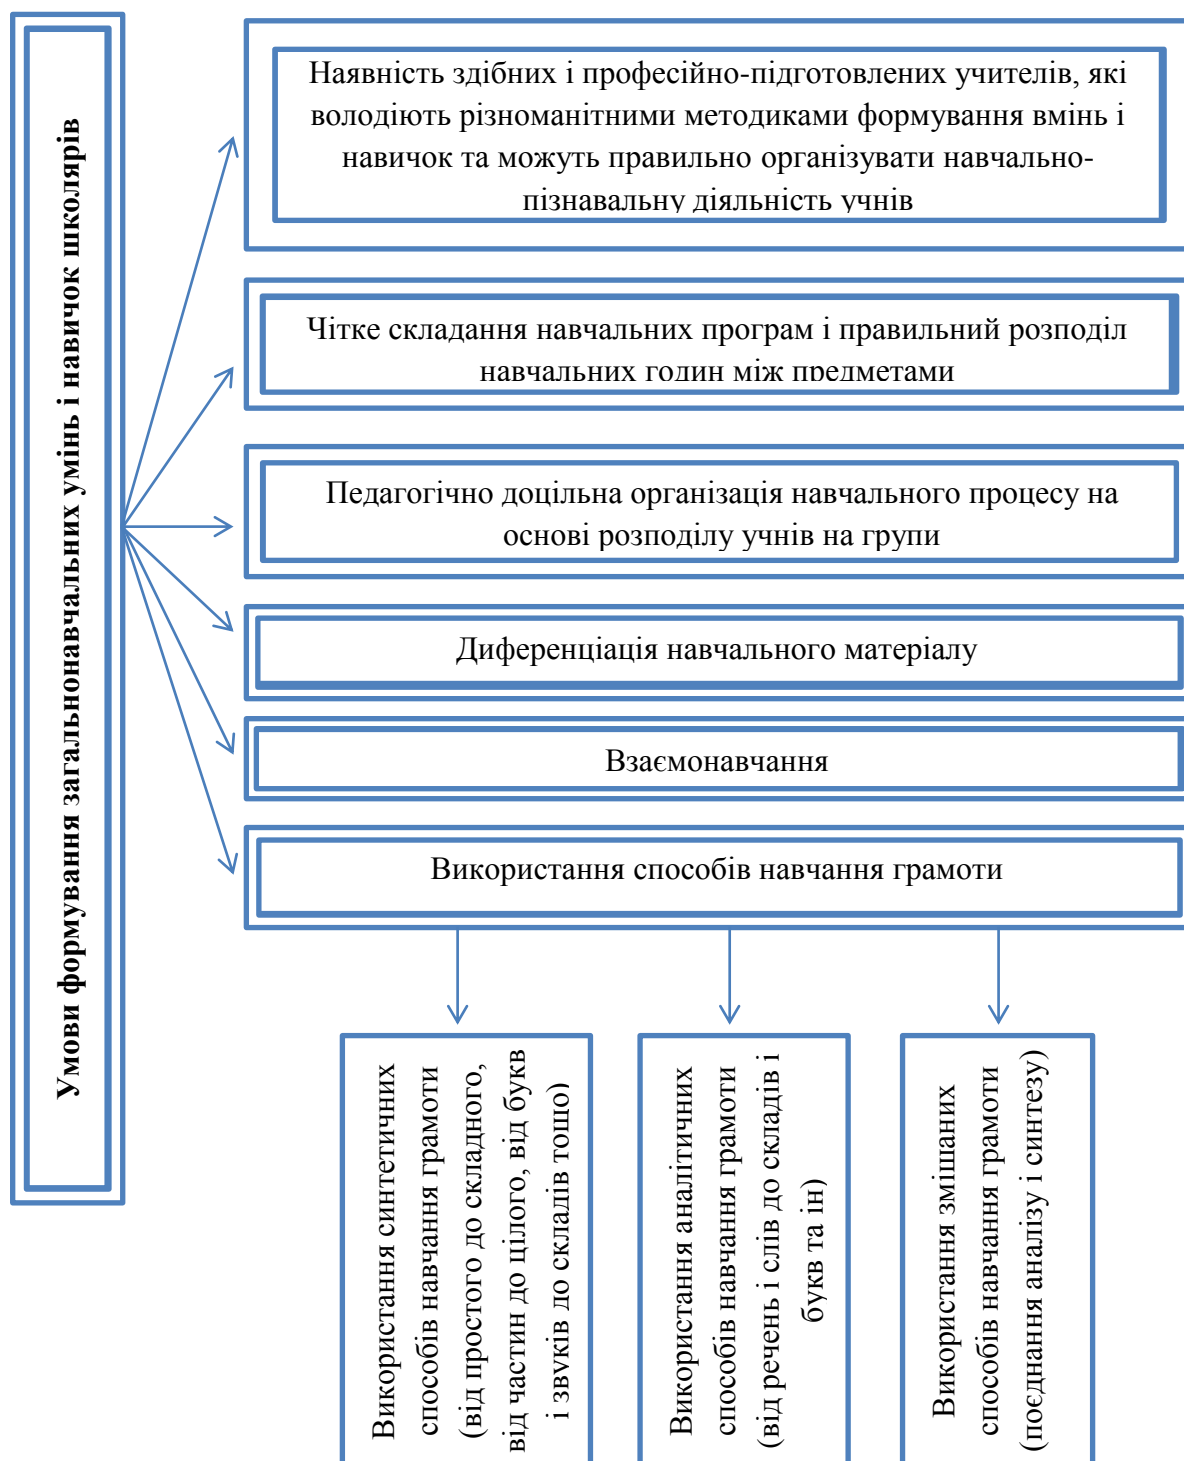 Умови формування загальнонавчальних умінь і навичок школярів
Наявність здібних і професійно-підготовлених учителів, які
володіють різноманітними методиками формування вмінь і
навичок та можуть правильно організувати навчально-
пізнавальну діяльність учнів
Чітке складання навчальних програм і правильний розподіл
навчальних годин між предметами
Педагогічно доцільна організація навчального процесу на
основі розподілу учнів на групи
Диференціація навчального матеріалу
Взаємонавчання
Використання способів навчання грамоти
Використання синтетичних
способів навчання грамоти
(від простого до складного,
від частин до цілого, від букв
і звуків до складів тощо)
Використання аналітичних
способів навчання грамоти
(від речень і слів до складів і
букв та ін)
Використання змішаних
способів навчання грамоти
(поєднання аналізу і синтезу)